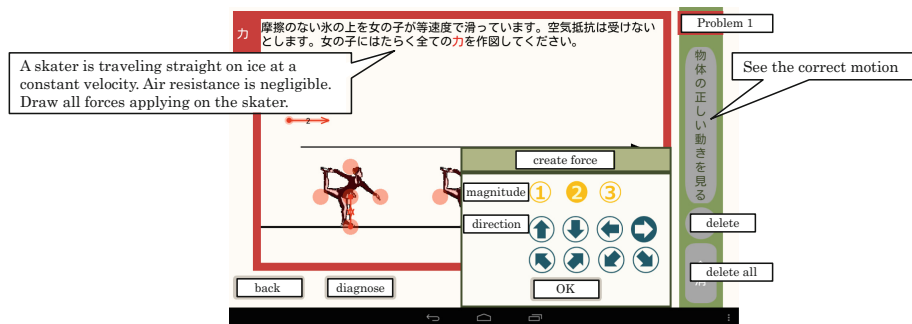 力
摩擦のない氷の上を女の子が等速度で滑っています。空気抵抗は受けない
とします。女の子にはたらく全ての力を作図してください。
Problem 1
A skater is traveling straight on ice at a
constant velocity. Air resistance is negligible.
Draw all forces applying on the skater.
See the correct motion
物体の正しい動きを見る
2
create force
magnitude
1 2 3
direction
delete
delete all
消
back
diagnose
OK